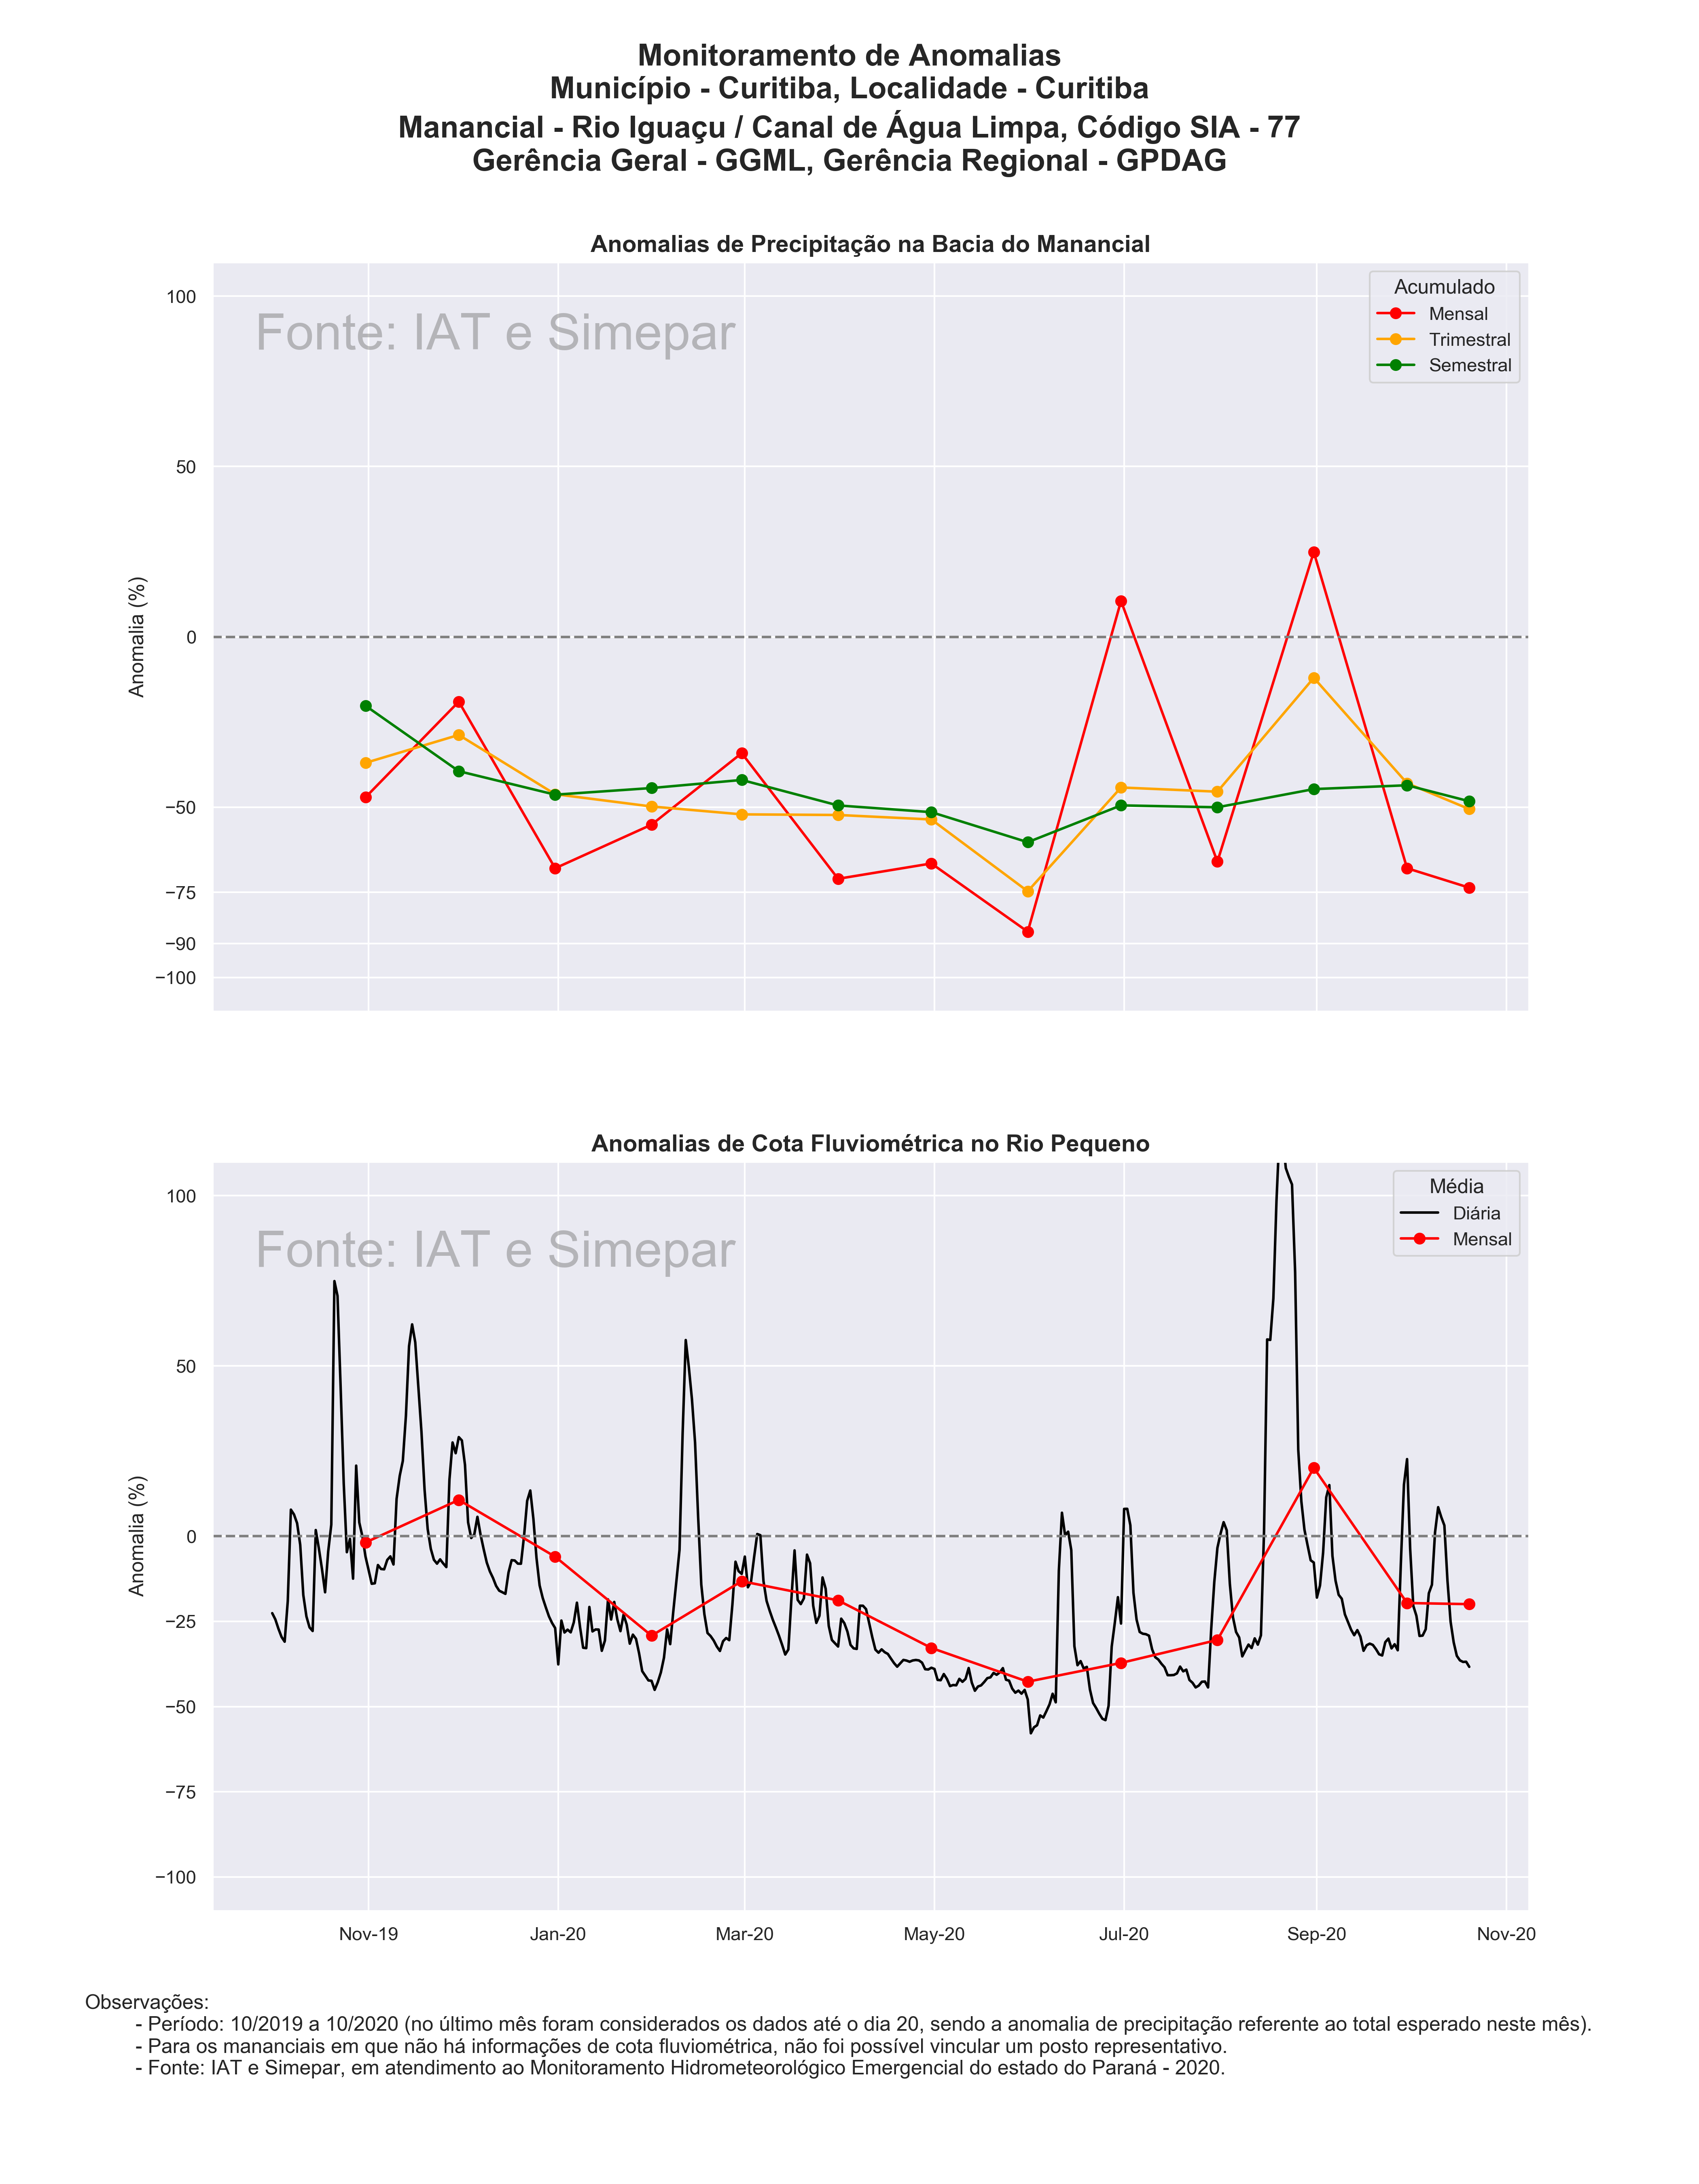 Monitoramento de Anomalias
Município - Curitiba, Localidade - Curitiba
Manancial - Rio Iguaçu / Canal de Água Limpa, Código SIA - 77
Gerência Geral - GGML, Gerência Regional - GPDAG
Anomalias de Precipitação na Bacia do Manancial
Fonte: IAT e Simepar
Acumulado
Mensal
Trimestral
Semestral
Anomalia (%)
100
50
0
−50
−75
−90
−100
Anomalias de Cota Fluviométrica no Rio Pequeno
Fonte: IAT e Simepar
Média
Diária
Mensal
Anomalia (%)
100
50
0
−25
−50
−75
−100
Nov-19 Jan-20 Mar-20 May-20 Jul-20 Sep-20 Nov-20
Observações:
- Período: 10/2019 a 10/2020 (no último mês foram considerados os dados até o dia 20, sendo a anomalia de precipitação referente ao total esperado neste mês).
- Para os mananciais em que não há informações de cota fluviométrica, não foi possível vincular um posto representativo.
- Fonte: IAT e Simepar, em atendimento ao Monitoramento Hidrometeorológico Emergencial do estado do Paraná - 2020.